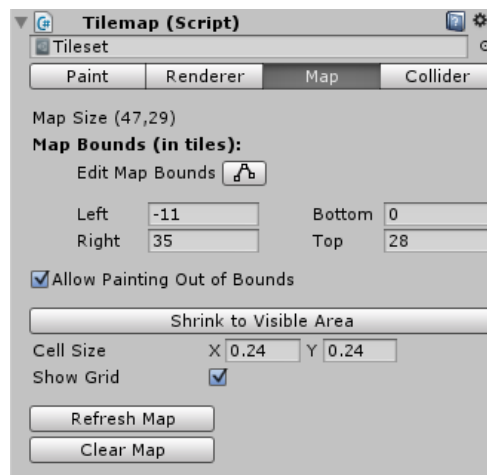 Tilemap (Script)
Tileset
Paint Renderer Map Collider
Map Size (47,29)
Map Bounds (in tiles):
Edit Map Bounds
Left -11 Bottom 0
Right 35 Top 28
Allow Painting Out of Bounds
Shrink to Visible Area
Cell Size X 0.24 Y 0.24
Show Grid
Refresh Map
Clear Map